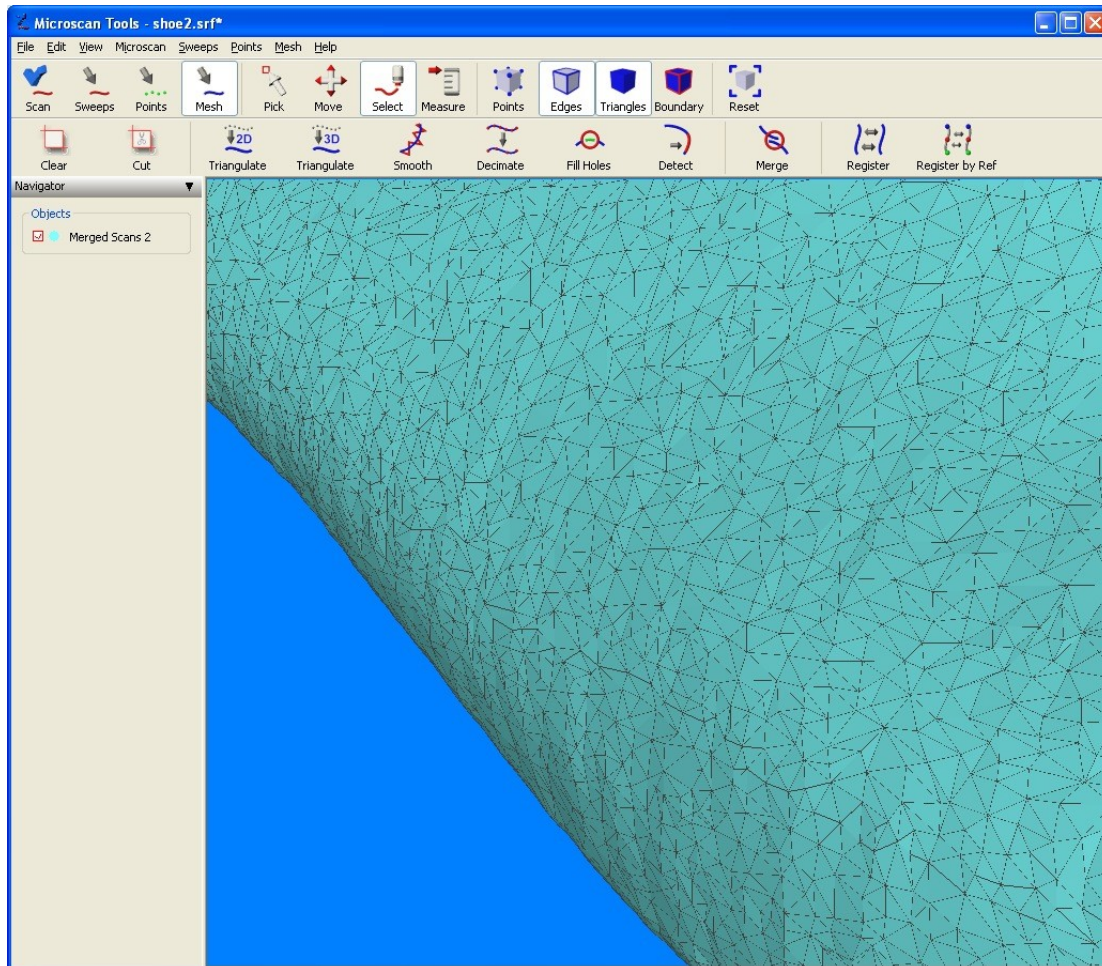 Microscan Tools - shoe2.srf*
File Edit View Microscan Sweeps Points Mesh Help
Scan Sweeps Points Mesh Pick Move Select Measure Points Edges Triangles Boundary Reset
2D 3D
Clear Cut Triangulate Triangulate Smooth Decimate Fill Holes Detect Merge Register Register by Ref
Navigator
Objects
Merged Scans 2